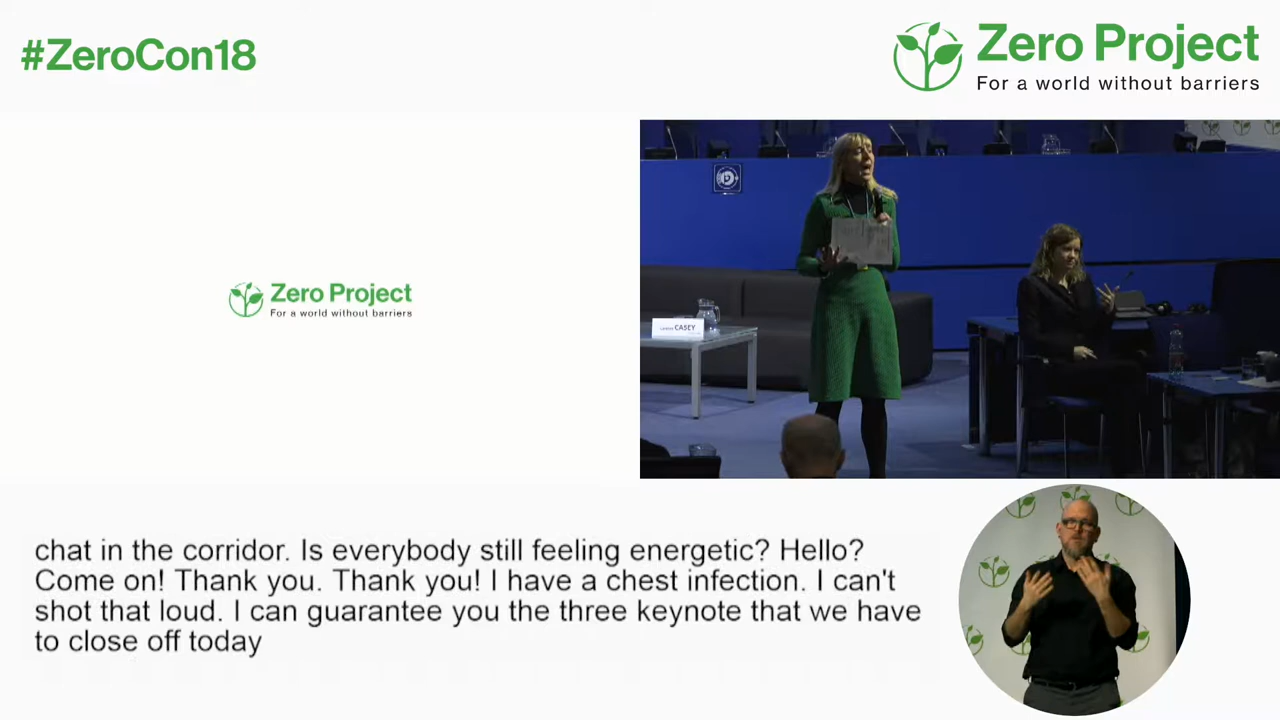 #ZeroCon18
Zero Project
For a world without barriers
Zero Project
For a world without barriers
CASEY
chat in the corridor. Is everybody still feeling energetic? Hello?
Come on! Thank you. Thank you! I have a chest infection. I can't
shot that loud. I can guarantee you the three keynote that we have
to close off today